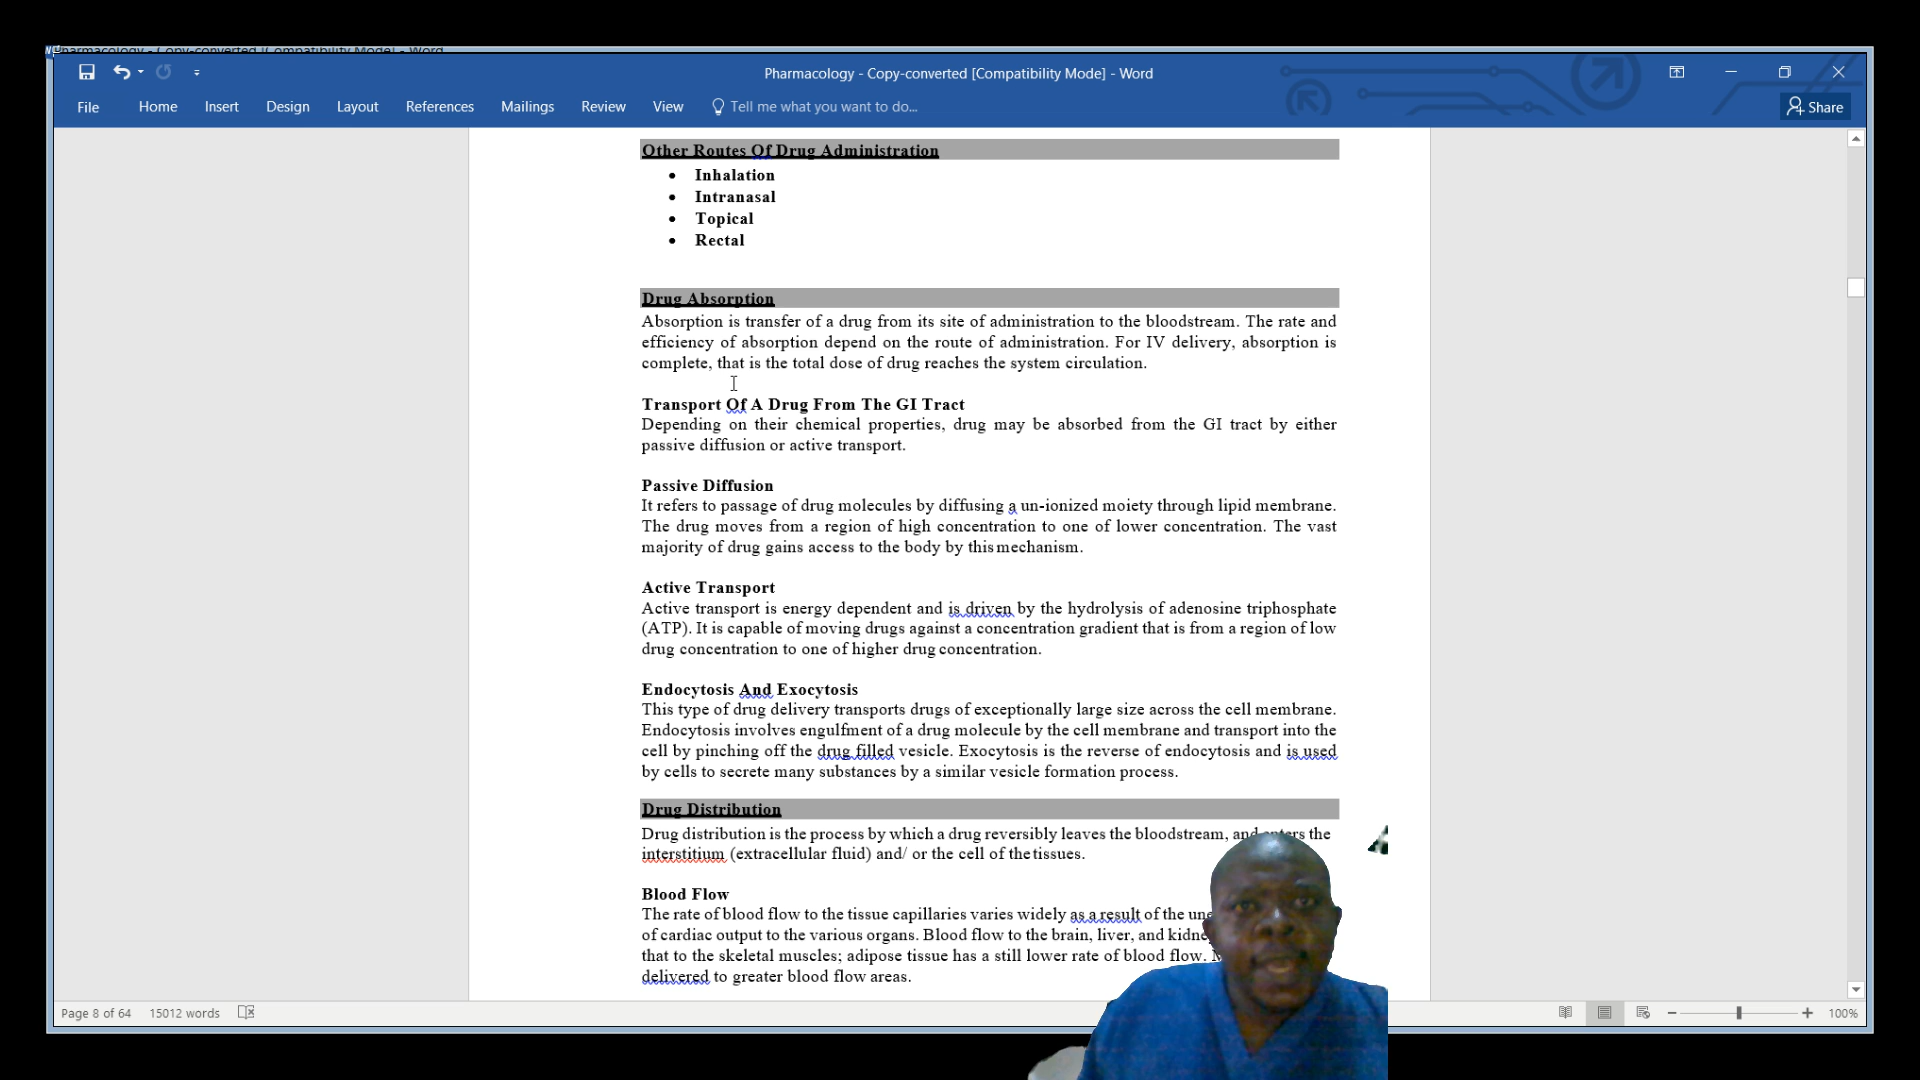 Pharmacology - Copy-converted [Compatibility Mode] - Word
Pharmacology - Copy-converted [Compatibility Mode] - Word
File Home Insert Design Layout References Mailings Review View Tell me what you want to do... Share
Other Routes Of Drug Administration
• Inhalation
• Intranasal
• Topical
• Rectal
Drug Absorption
Absorption is transfer of a drug from its site of administration to the bloodstream. The rate and
efficiency of absorption depend on the route of administration. For IV delivery, absorption is
complete, that is the total dose of drug reaches the system circulation.
Transport Of A Drug From The GI Tract
Depending on their chemical properties, drug may be absorbed from the GI tract by either
passive diffusion or active transport.
Passive Diffusion
It refers to passage of drug molecules by diffusing a un-ionized moiety through lipid membrane.
The drug moves from a region of high concentration to one of lower concentration. The vast
majority of drug gains access to the body by this mechanism.
Active Transport
Active transport is energy dependent and is driven by the hydrolysis of adenosine triphosphate
(ATP). It is capable of moving drugs against a concentration gradient that is from a region of low
drug concentration to one of higher drug concentration.
Endocytosis And Exocytosis
This type of drug delivery transports drugs of exceptionally large size across the cell membrane.
Endocytosis involves engulfment of a drug molecule by the cell membrane and transport into the
cell by pinching off the drug filled vesicle. Exocytosis is the reverse of endocytosis and is used
by cells to secrete many substances by a similar vesicle formation process.
Drug Distribution
Drug distribution is the process by which a drug reversibly leaves the bloodstream, and enters the
interstitium (extracellular fluid) and/ or the cell of the tissues.
Blood Flow
The rate of blood flow to the tissue capillaries varies widely as a result of the
of cardiac output to the various organs. Blood flow to the brain, liver, and
that to the skeletal muscles; adipose tissue has a still lower rate of blood flow.
delivered to greater blood flow areas.
Page 8 of 64 15012 words 100%